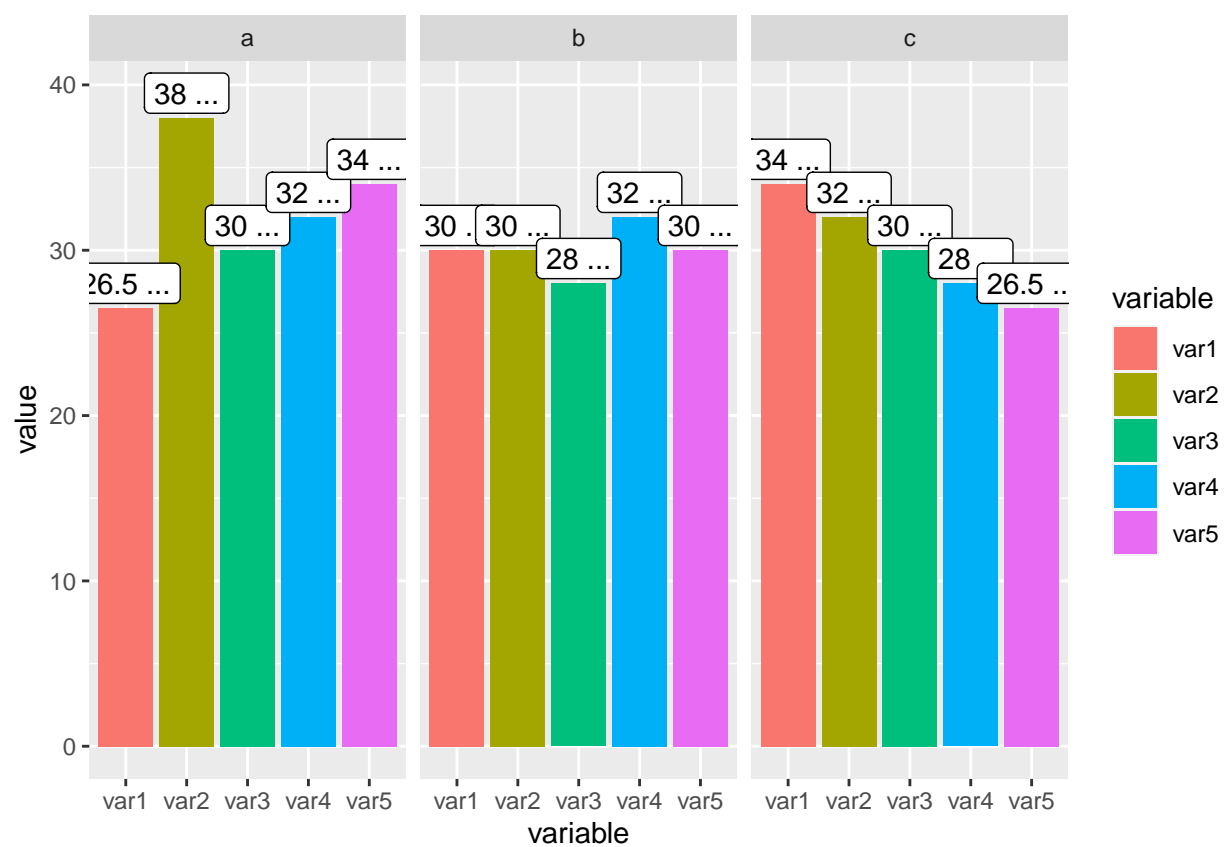 a b c
40
38 ...
34 ...
32 ...
30 ...
26.5 ...
30 ...
30 ...
28 ...
32 ...
30 ...
34 ...
32 ...
30 ...
28
26.5 ..
30
20
10
0
value
var1 var2 var3 var4 var5
var1 var2 var3 var4 var5
var1 var2 var3 var4 var5
variable
variable
var1
var2
var3
var4
var5